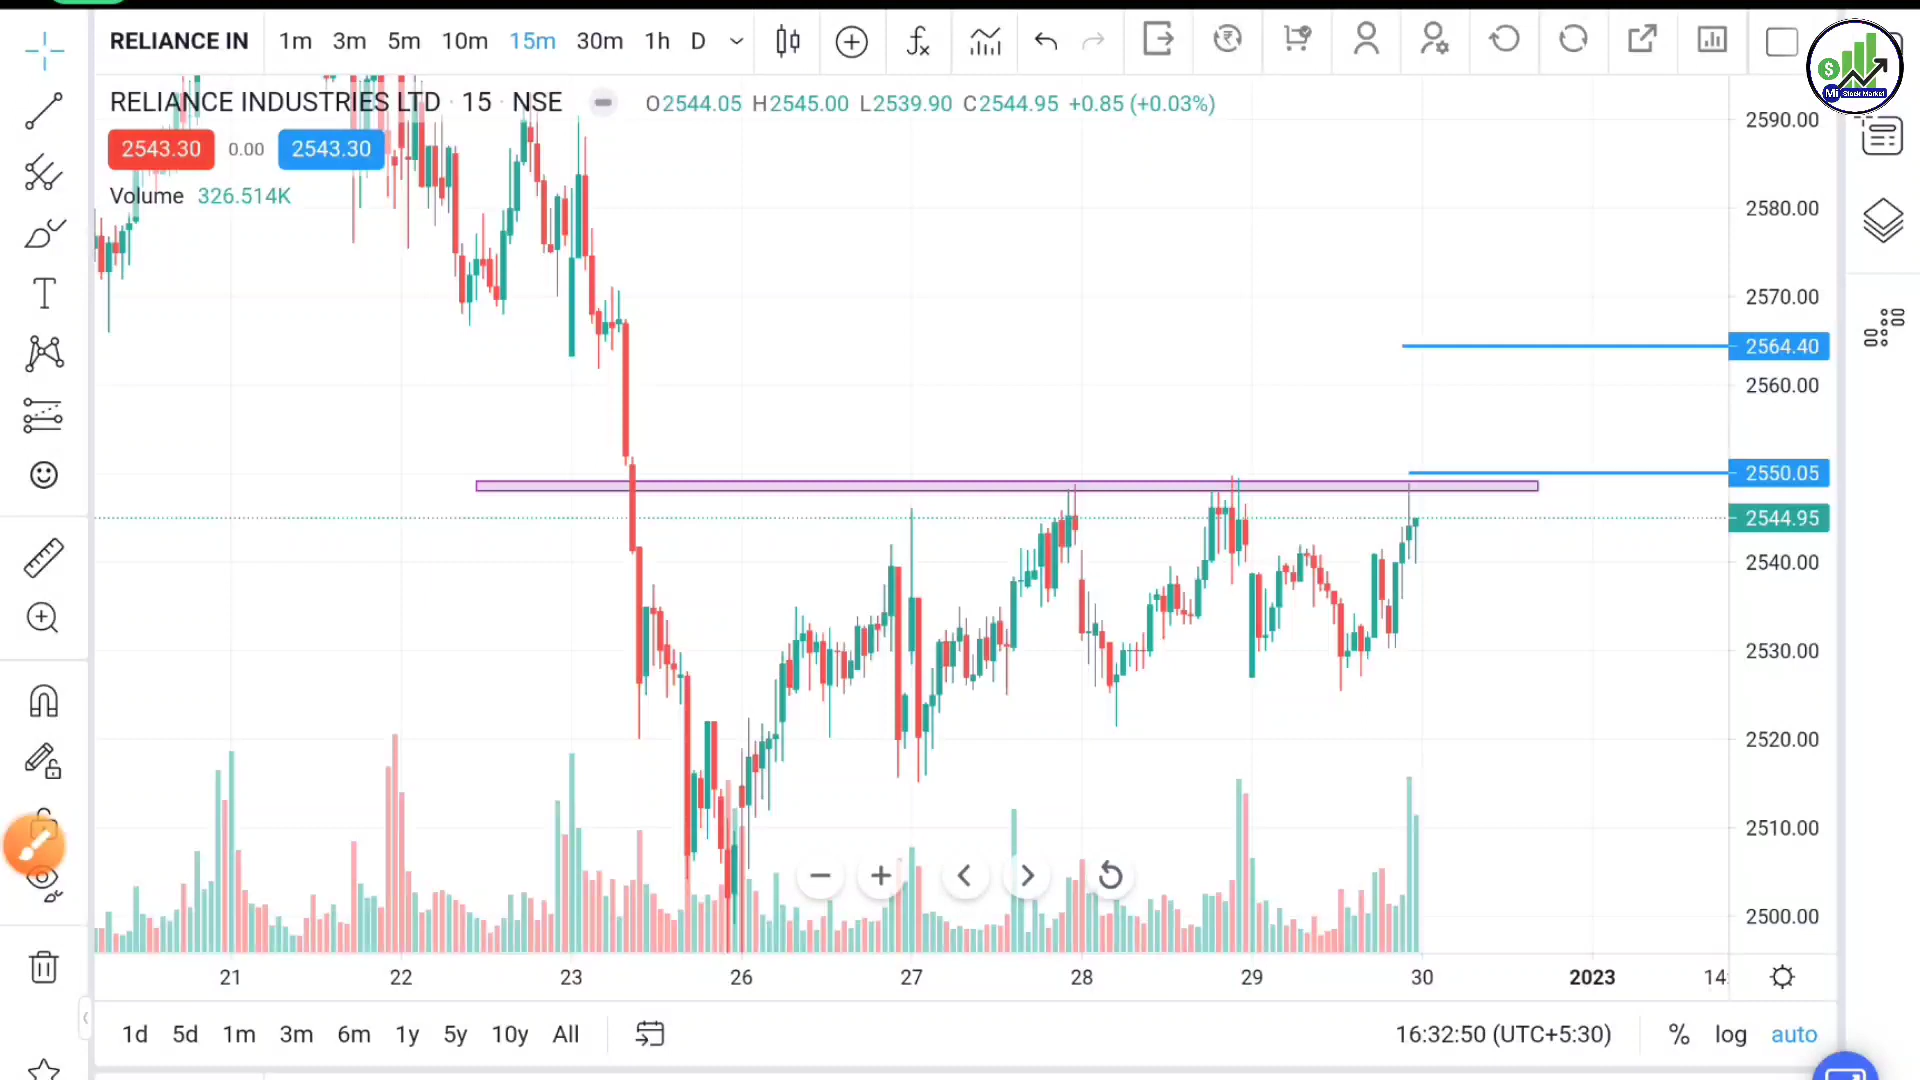 RELIANCE IN 1m 3m 5m 10m 15m 30m 1h D
RELIANCE INDUSTRIES LTD · 15 · NSE O2544.05 H2545.00 L2539.90 C2544.95 +0.85 (+0.03%)
2543.30 0.00 2543.30
Volume 326.514K
Mi Stock Market
2590.00
2580.00
2570.00
2564.40
2560.00
2550.05
2544.95
2540.00
2530.00
2520.00
2510.00
2500.00
21 22 23 26 27 28 29 30 2023 14:
1d 5d 1m 3m 6m 1y 5y 10y All 16:32:50 (UTC+5:30) % log auto